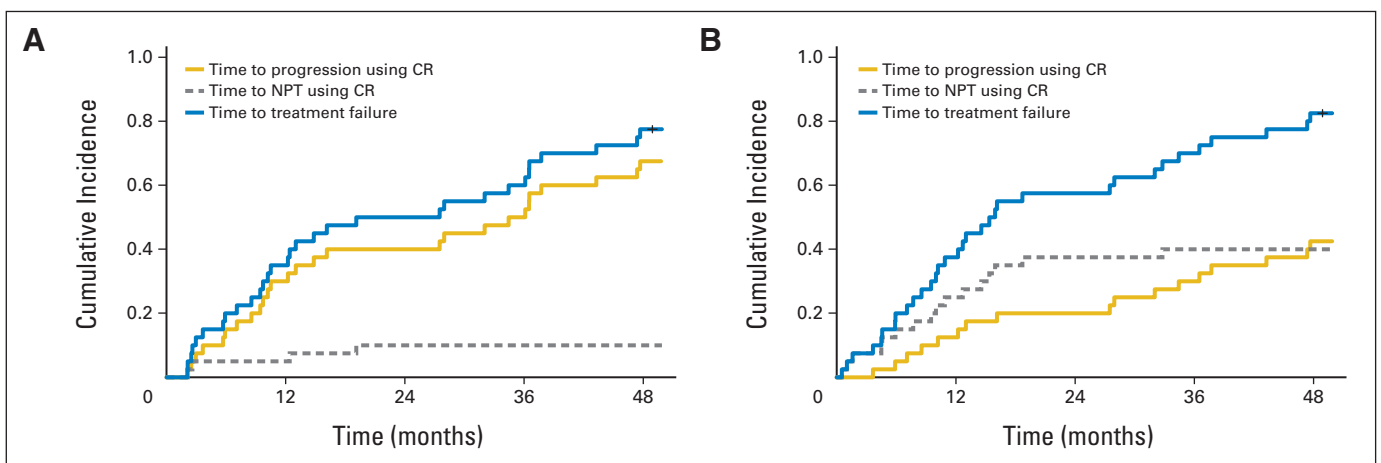 A
1.0
Time to progression using CR
Time to NPT using CR
Time to treatment failure
0.8
0.6
0.4
0.2
0
12
24
36
48
Cumulative Incidence
Time (months)
B
1.0
Time to progression using CR
Time to NPT using CR
Time to treatment failure
0.8
0.6
0.4
0.2
0
12
24
36
48
Cumulative Incidence
Time (months)